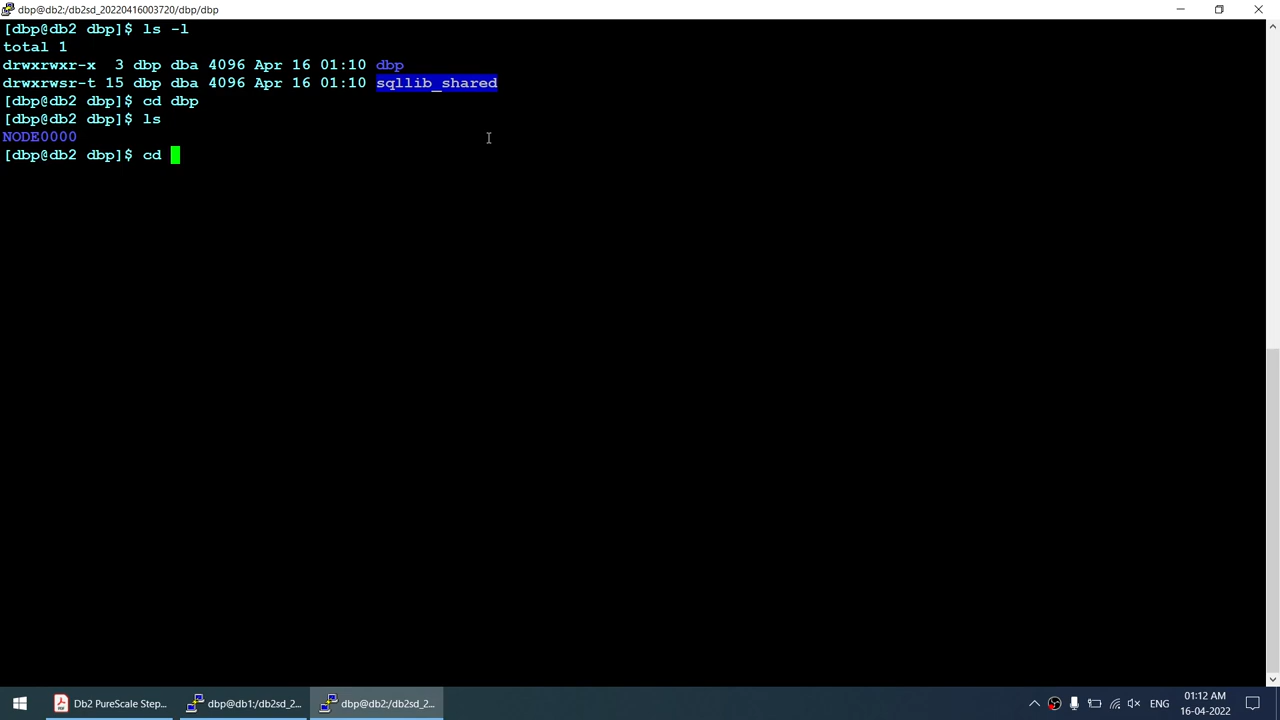 dbp@db2:/db2sd_20220416003720/dbp/dbp
[dbp@db2 dbp]$ ls -l
total 1
drwxrwxr-x  3 dbp dba 4096 Apr 16 01:10 dbp
drwxrwsr-t 15 dbp dba 4096 Apr 16 01:10 sqllib_shared
[dbp@db2 dbp]$ cd dbp
[dbp@db2 dbp]$ ls
NODE0000
[dbp@db2 dbp]$ cd
Db2 PureScale Step...
dbp@db1:/db2sd_2...
dbp@db2:/db2sd_2...
ENG
01:12 AM
16-04-2022